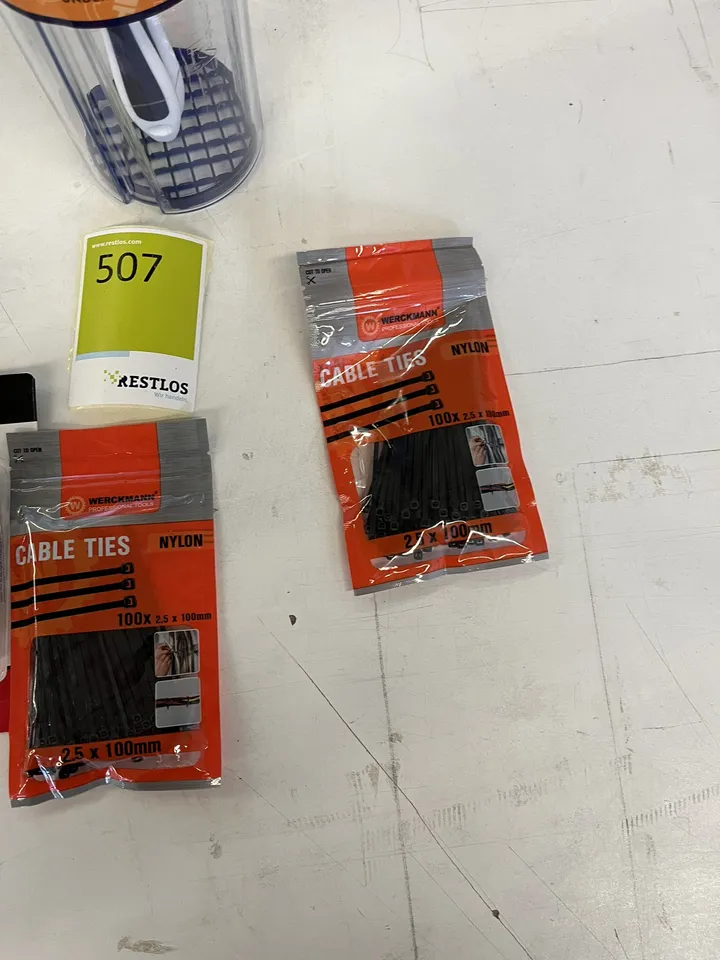 www.restlos.com
507
RESTLOS
Wir handeln
CUT TO OPEN
WERCKMANN
PROFESSIONAL TOOLS
CABLE TIES
NYLON
100x 2.5 x 100mm
2.5 x 100mm
CUT TO OPEN
WERCKMANN
PROFESSIONAL TOOLS
CABLE TIES
NYLON
100x 2.5 x 100mm
2.5 x 100mm